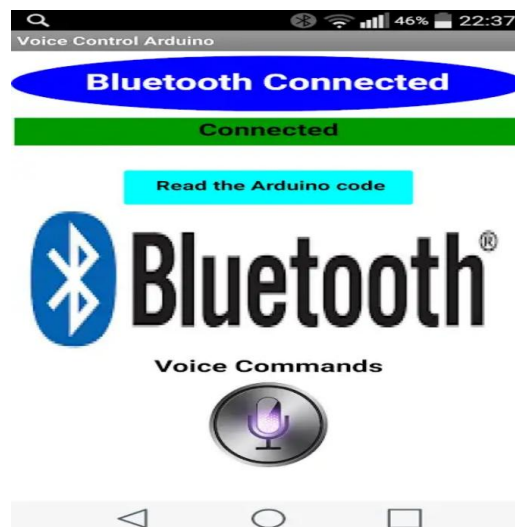 46% 22:37
Voice Control Arduino
Bluetooth Connected
Connected
Read the Arduino code
Bluetooth®
Voice Commands